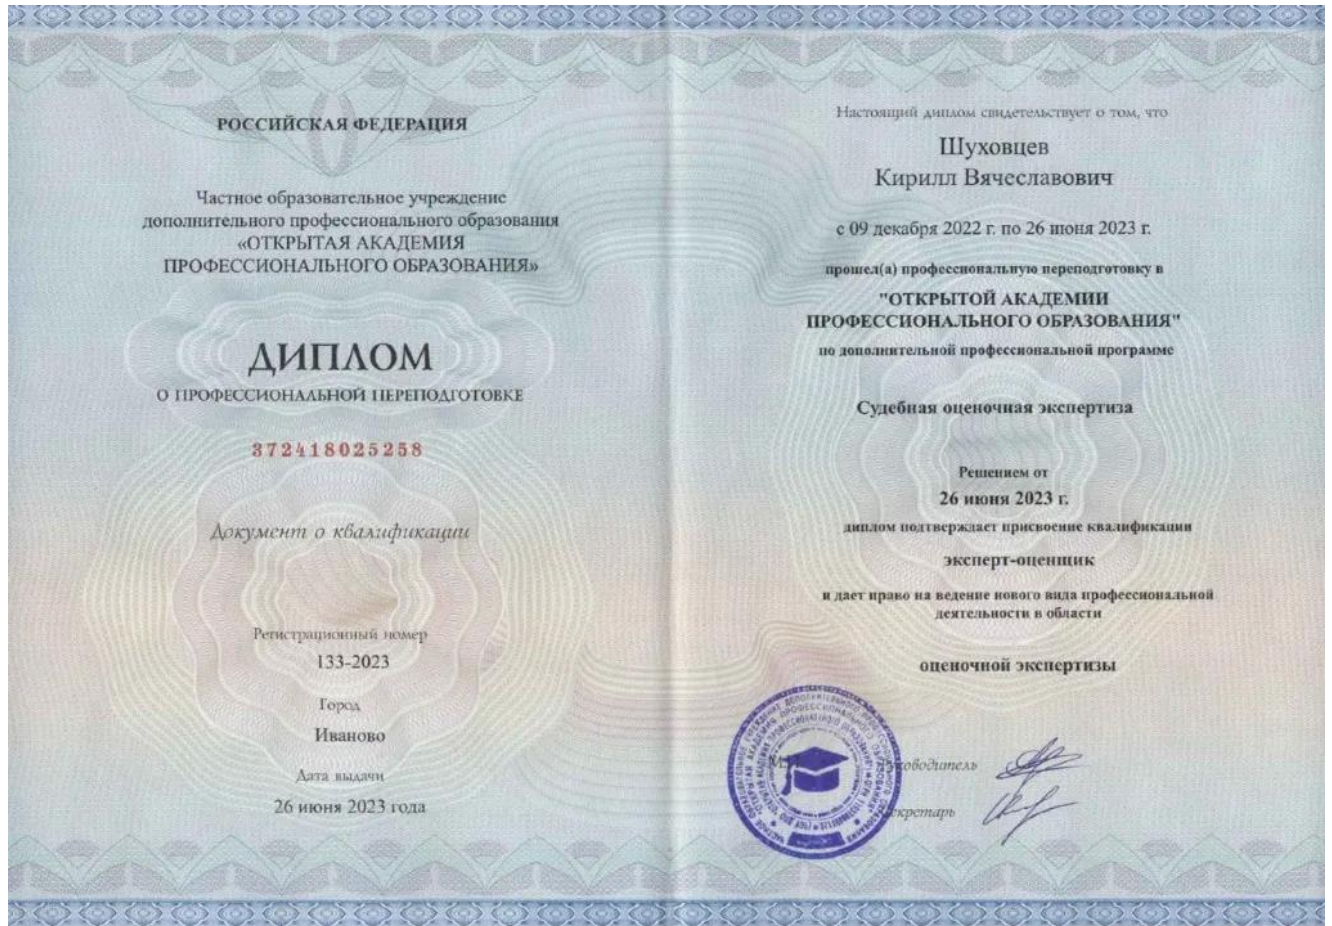 РОССИЙСКАЯ ФЕДЕРАЦИЯ
Частное образовательное учреждение
дополнительного профессионального образования
«ОТКРЫТАЯ АКАДЕМИЯ
ПРОФЕССИОНАЛЬНОГО ОБРАЗОВАНИЯ»
ДИПЛОМ
О ПРОФЕССИОНАЛЬНОЙ ПЕРЕПОДГОТОВКЕ
372418025258
Документ о квалификации
Регистрационный номер
133-2023
Город
Иваново
Дата выдачи
26 июня 2023 года
Настоящий диплом свидетельствует о том, что
Шуховцев
Кирилл Вячеславович
с 09 декабря 2022 г. по 26 июня 2023 г.
прошел(а) профессиональную переподготовку в
"ОТКРЫТОЙ АКАДЕМИИ
ПРОФЕССИОНАЛЬНОГО ОБРАЗОВАНИЯ"
по дополнительной профессиональной программе
Судебная оценочная экспертиза
Решением от
26 июня 2023 г.
диплом подтверждает присвоение квалификации
эксперт-оценщик
и дает право на ведение нового вида профессиональной
деятельности в области
оценочной экспертизы
Руководитель
Секретарь